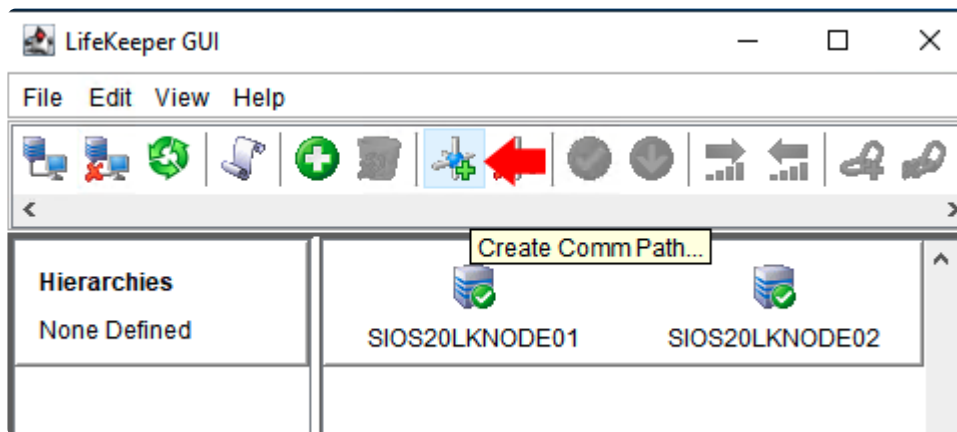 LifeKeeper GUI
File Edit View Help
Create Comm Path...
Hierarchies
None Defined
SIOS20LKNODE01
SIOS20LKNODE02